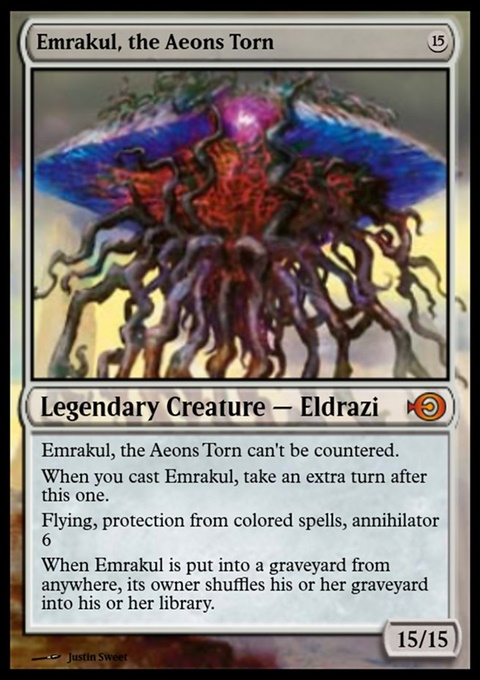 Emrakul, the Aeons Torn
15
Legendary Creature — Eldrazi
Emrakul, the Aeons Torn can't be countered.
When you cast Emrakul, take an extra turn after
this one.
Flying, protection from colored spells, annihilator
6
When Emrakul is put into a graveyard from
anywhere, its owner shuffles his or her graveyard
into his or her library.
15/15
Justin Sweet